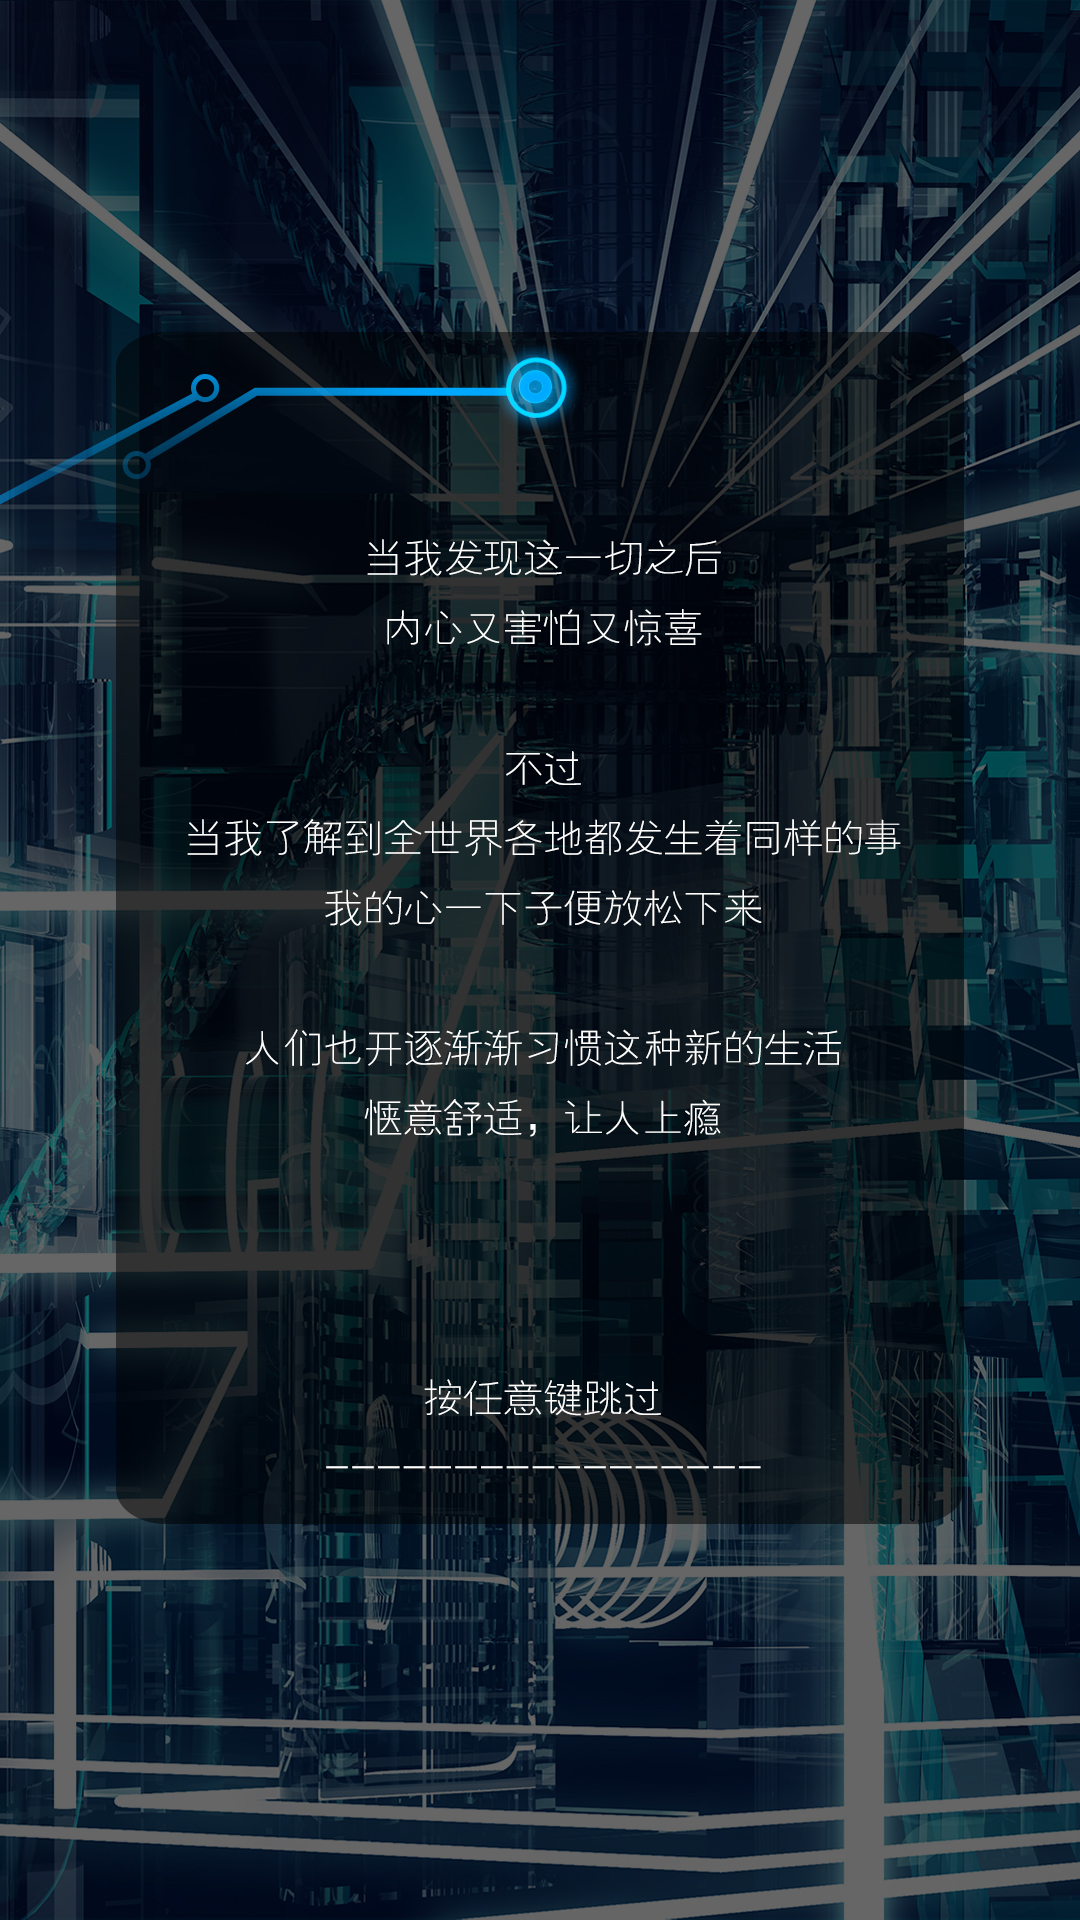 当我发现这一切之后
内心又害怕又惊喜
不过
当我了解到全世界各地都发生着同样的事
我的心一下子便放松下来
人们也开逐渐渐习惯这种新的生活
惬意舒适，让人上瘾
按任意键跳过
_________________